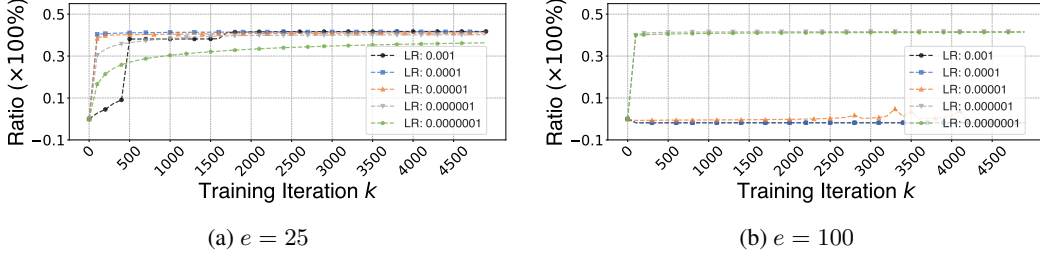 0.5
0.3
0.1
−0.1
Ratio (×100%)
LR: 0.001
LR: 0.0001
LR: 0.00001
LR: 0.000001
LR: 0.0000001
0 500 1000 1500 2000 2500 3000 3500 4000 4500
Training Iteration k
(a) e = 25
0.5
0.3
0.1
−0.1
Ratio (×100%)
LR: 0.001
LR: 0.0001
LR: 0.00001
LR: 0.000001
LR: 0.0000001
0 500 1000 1500 2000 2500 3000 3500 4000 4500
Training Iteration k
(b) e = 100